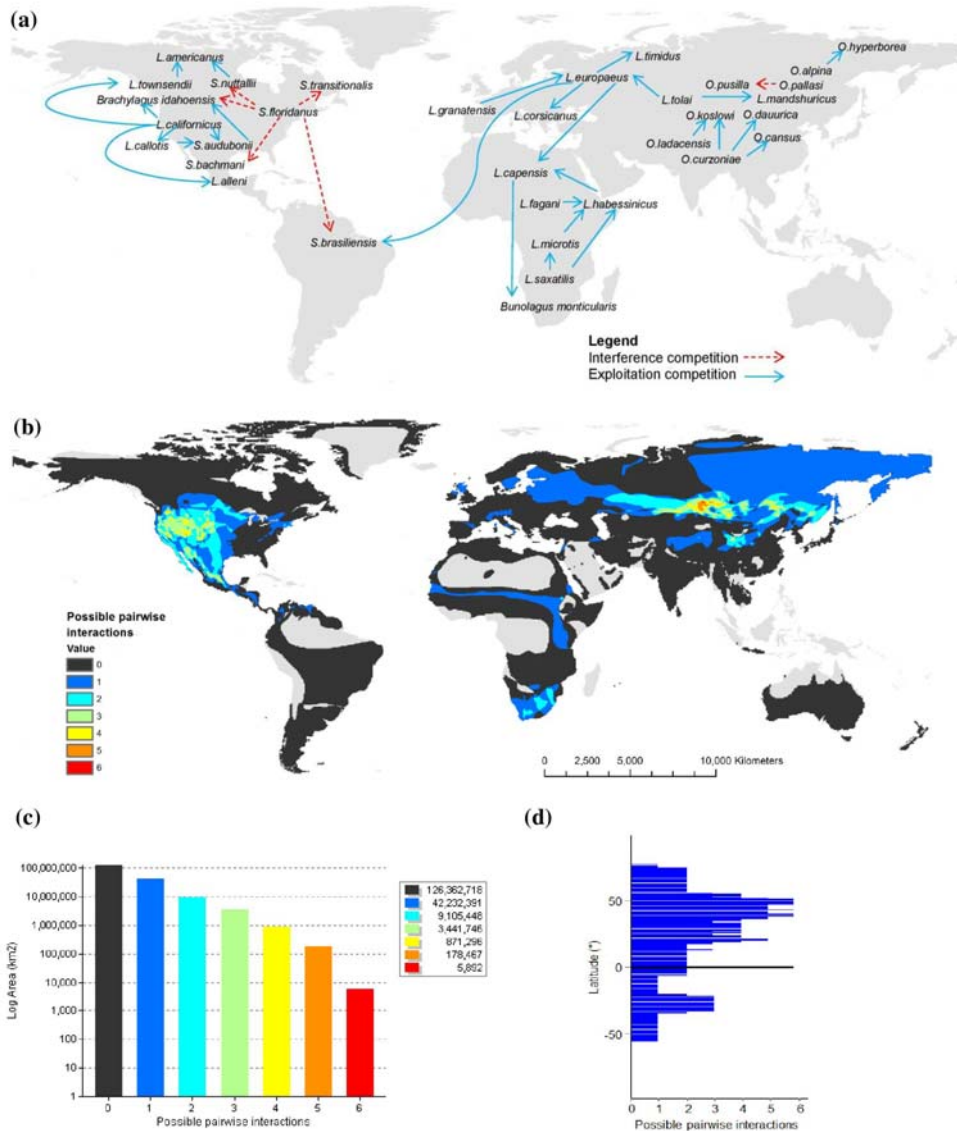 (a)
O.hyperborea
L.americanus
L.timidus
O.alpina
L.townsendii
S.nuttallii
S.transitionalis
L.europaeus
O.pusilla
O.pallasi
Brachylagus idahoensis
S.floridanus
L.granatensis
L.tolai
L.mandshuricus
L.corsicanus
O.koslowi
O.dauurica
L.californicus
O.cansus
L.callotis
S.audubonii
O.ladacensis
O.curzoniae
S.bachmani
L.capensis
L.alleni
L.fagani
L.habessinicus
S.brasiliensis
L.microtis
L.saxatilis
Bunolagus monticularis
Legend
Interference competition
Exploitation competition
(b)
Possible pairwise
interactions
Value
0
1
2
3
4
5
6
0 2,500 5,000 10,000 Kilometers
(c)
Log Area (km2)
100,000,000
10,000,000
1,000,000
100,000
10,000
1,000
100
10
1
0 1 2 3 4 5 6
Possible pairwise interactions
126,362,718
42,232,391
9,105,448
3,441,746
871,296
178,467
5,892
(d)
Latitude (°)
50
0
-50
0 1 2 3 4 5 6
Possible pairwise interactions